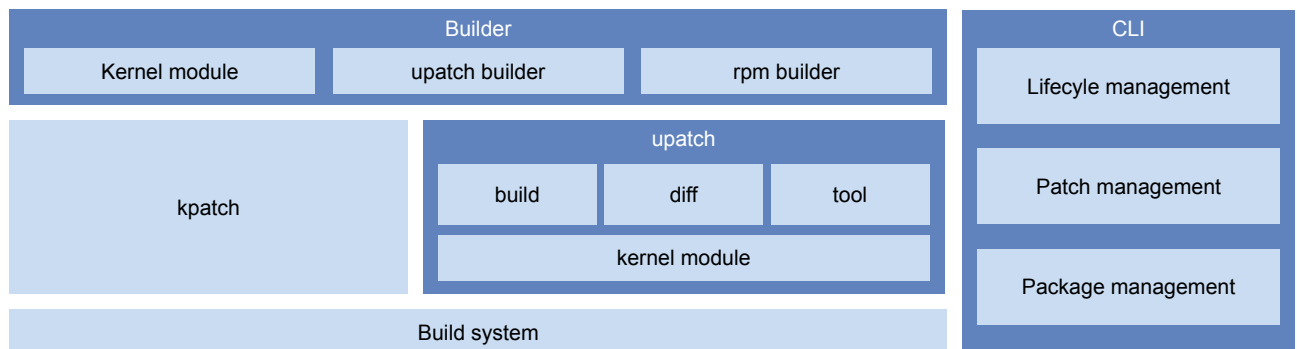 Builder
Kernel module
upatch builder
rpm builder
kpatch
upatch
build
diff
tool
kernel module
Build system
CLI
Lifecyle management
Patch management
Package management